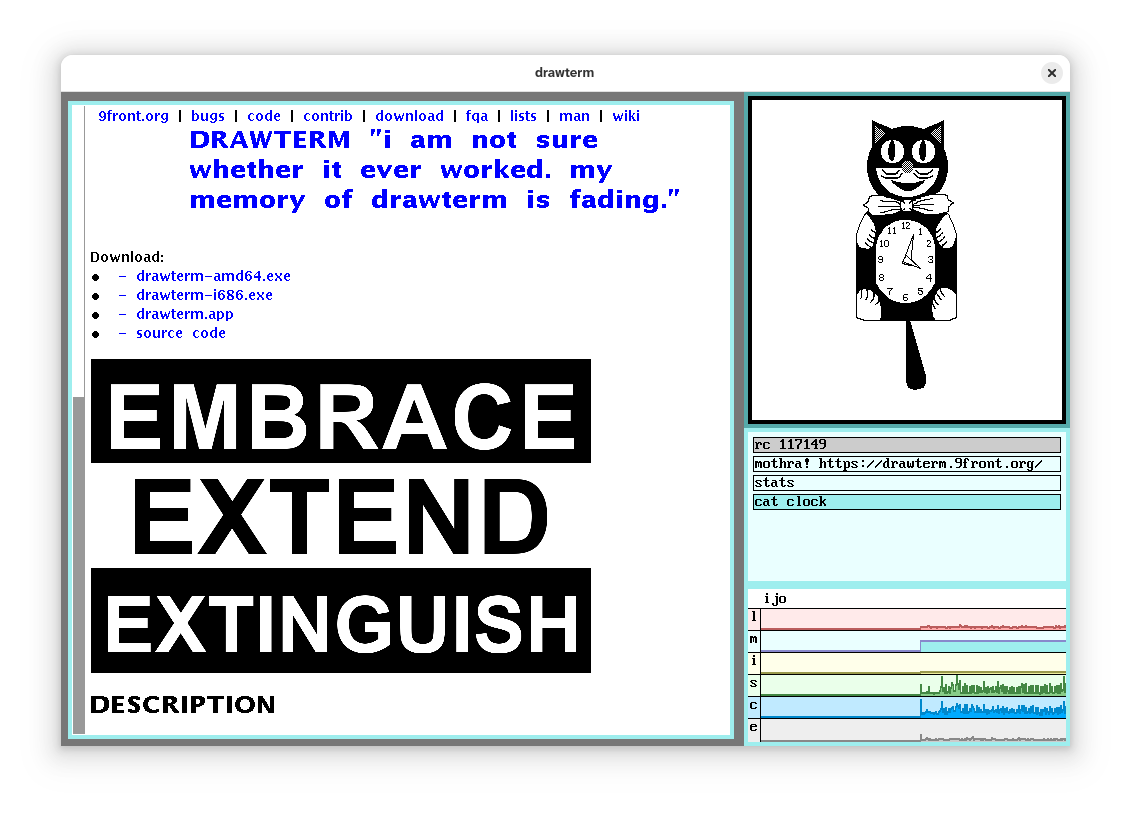 drawterm
9front.org | bugs | code | contrib | download | fqa | lists | man | wiki
DRAWTERM "i am not sure
whether it ever worked. my
memory of drawterm is fading."
Download:
• – drawterm-amd64.exe
• – drawterm-i686.exe
• – drawterm.app
• – source code
EMBRACE
EXTEND
EXTINGUISH
DESCRIPTION
11 12 1
10 2
9 3
8 4
7 6 5
rc 117149
mothra! https://drawterm.9front.org/
stats
cat clock
ijo
l
m
i
s
c
e